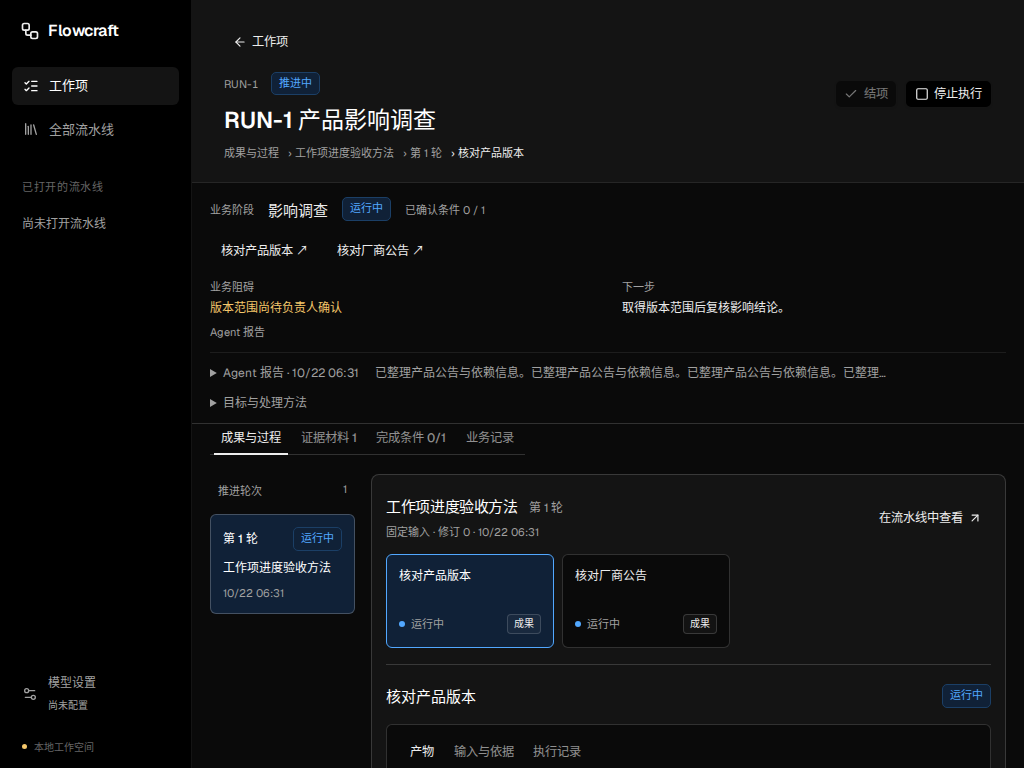 Flowcraft
工作项
全部流水线
已打开的流水线
尚未打开流水线
模型设置
尚未配置
本地工作空间
← 工作项
RUN-1 推进中
结项 停止执行
RUN-1 产品影响调查
成果与过程 › 工作项进度验收方法 › 第 1 轮 › 核对产品版本
业务阶段 影响调查 运行中 已确认条件 0 / 1
核对产品版本 ↗ 核对厂商公告 ↗
业务阻碍 下一步
版本范围尚待负责人确认 取得版本范围后复核影响结论。
Agent 报告
▶ Agent 报告 · 10/22 06:31 已整理产品公告与依赖信息。已整理产品公告与依赖信息。已整理产品公告与依赖信息。已整理…
▶ 目标与处理方法
成果与过程 证据材料 1 完成条件 0/1 业务记录
推进轮次 1
第 1 轮 运行中
工作项进度验收方法
10/22 06:31
工作项进度验收方法 第 1 轮
固定输入 · 修订 0 · 10/22 06:31
在流水线中查看
核对产品版本 核对厂商公告
运行中 成果 运行中 成果
核对产品版本 运行中
产物 输入与依据 执行记录